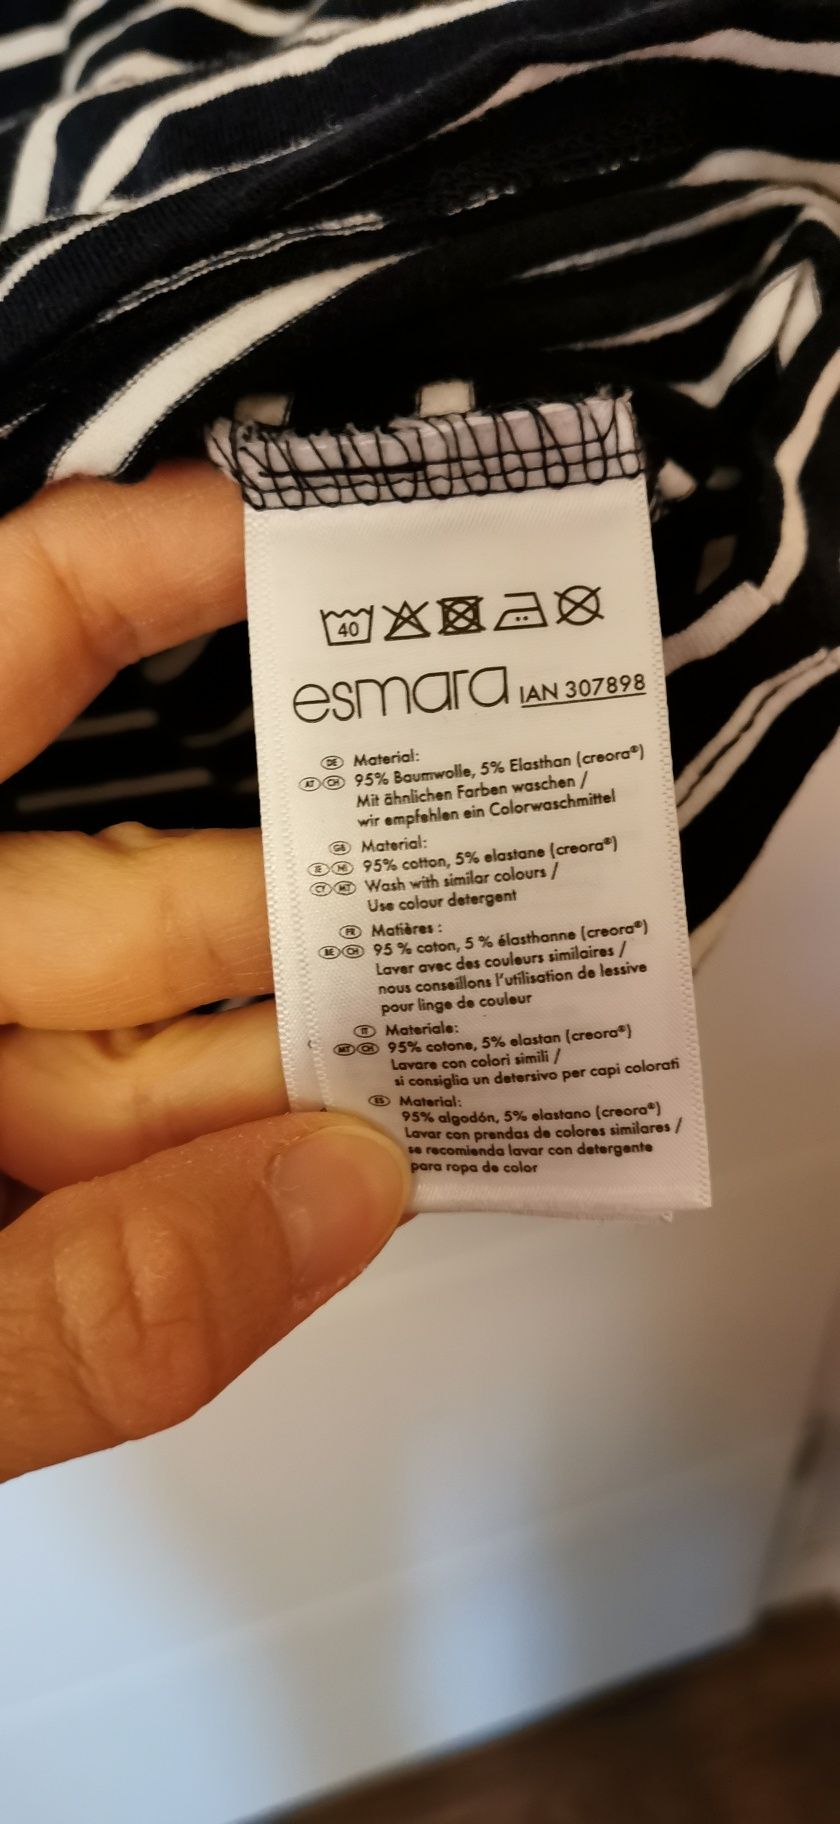 40
esmara IAN 307898
DE Material:
AT CH 95% Baumwolle, 5% Elasthan (creora®)
Mit ähnlichen Farben waschen /
wir empfehlen ein Colorwaschmittel
GB Material:
IE NI 95% cotton, 5% elastane (creora®)
CY MT Wash with similar colours /
Use colour detergent
FR Matières :
BE CH 95 % coton, 5 % élasthanne (creora®)
Laver avec des couleurs similaires /
nous conseillons l'utilisation de lessive
pour linge de couleur
IT Materiale:
MT CH 95% cotone, 5% elastan (creora®)
Lavare con colori simili /
si consiglia un detersivo per capi colorati
ES Material:
95% algodón, 5% elastano (creora®)
Lavar con prendas de colores similares /
se recomienda lavar con detergente
para ropa de color